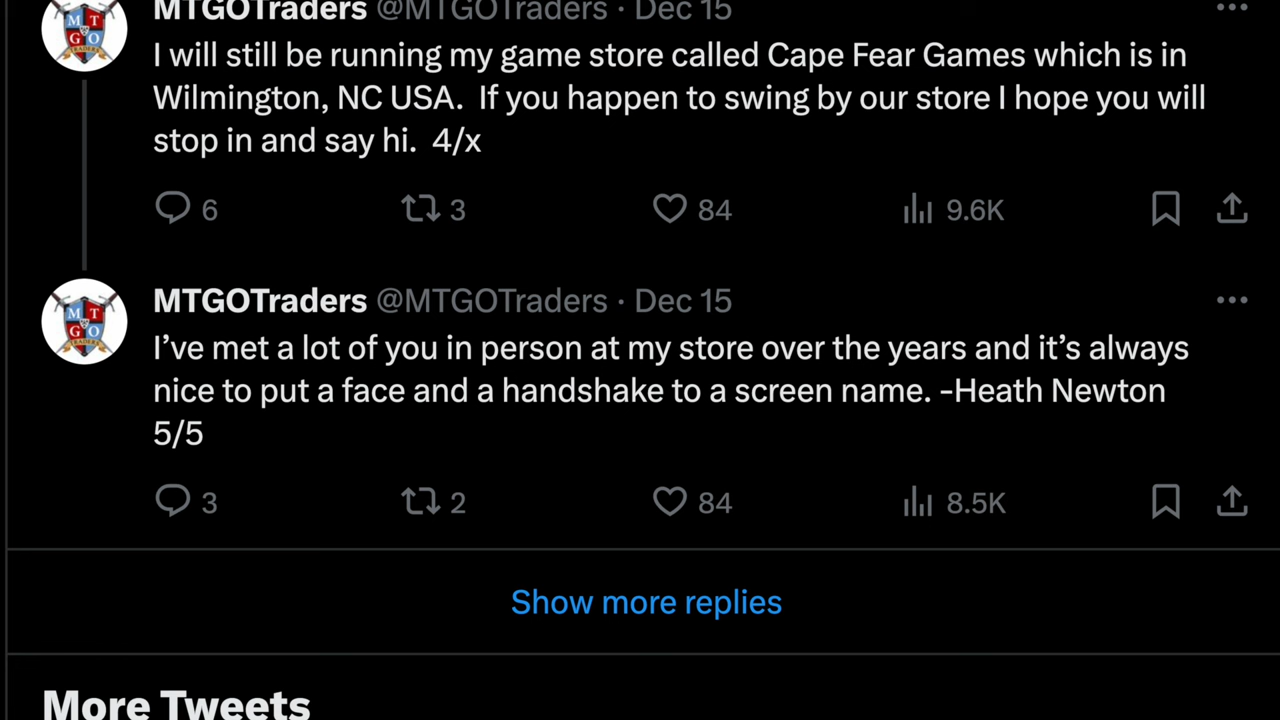 MTGOTraders @MTGOTraders · Dec 15
I will still be running my game store called Cape Fear Games which is in
Wilmington, NC USA.  If you happen to swing by our store I hope you will
stop in and say hi.  4/x
6 3 84 9.6K
MTGOTraders @MTGOTraders · Dec 15
I’ve met a lot of you in person at my store over the years and it’s always
nice to put a face and a handshake to a screen name. -Heath Newton
5/5
3 2 84 8.5K
Show more replies
More Tweets